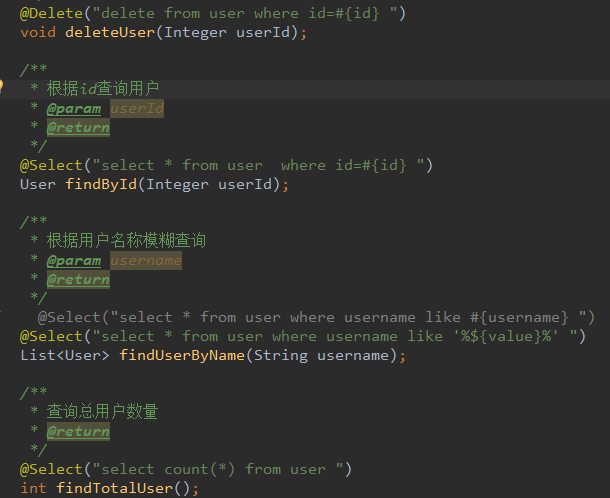 @Delete("delete from user where id=#{id} ")
void deleteUser(Integer userId);
/**
* 根据id查询用户
* @param userId
* @return
*/
@Select("select * from user  where id=#{id} ")
User findById(Integer userId);
/**
* 根据用户名称模糊查询
* @param username
* @return
*/
@Select("select * from user where username like #{username} ")
@Select("select * from user where username like '%${value}%' ")
List<User> findUserByName(String username);
/**
* 查询总用户数量
* @return
*/
@Select("select count(*) from user ")
int findTotalUser();